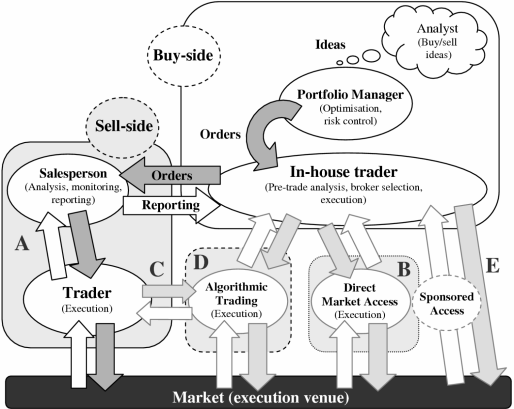 Analyst
(Buy/sell
ideas)
Ideas
Buy-side
Portfolio Manager
(Optimisation,
risk control)
Sell-side
Orders
Salesperson
(Analysis, monitoring,
reporting)
Orders
In-house trader
(Pre-trade analysis, broker selection,
execution)
Reporting
A
C
D
B
E
Trader
(Execution)
Algorithmic
Trading
(Execution)
Direct
Market Access
(Execution)
Sponsored
Access
Market (execution venue)